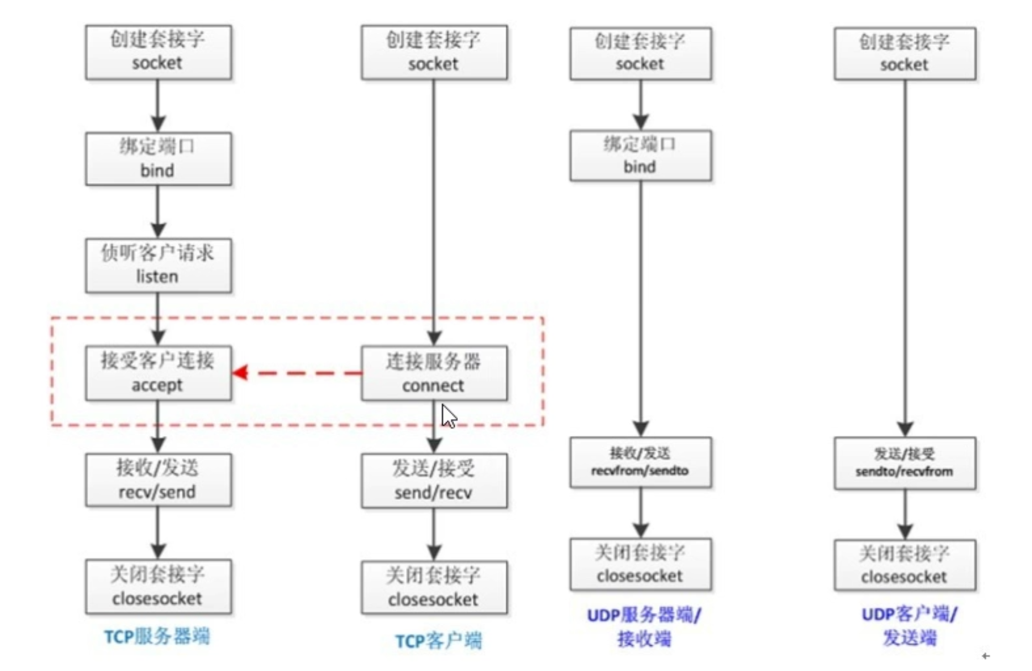 创建套接字
socket
绑定端口
bind
侦听客户请求
listen
接受客户连接
accept
接收/发送
recv/send
关闭套接字
closesocket
TCP服务器端
创建套接字
socket
连接服务器
connect
发送/接受
send/recv
关闭套接字
closesocket
TCP客户端
创建套接字
socket
绑定端口
bind
接收/发送
recvfrom/sendto
关闭套接字
closesocket
UDP服务器端/
接收端
创建套接字
socket
发送/接受
sendto/recvfrom
关闭套接字
closesocket
UDP客户端/
发送端